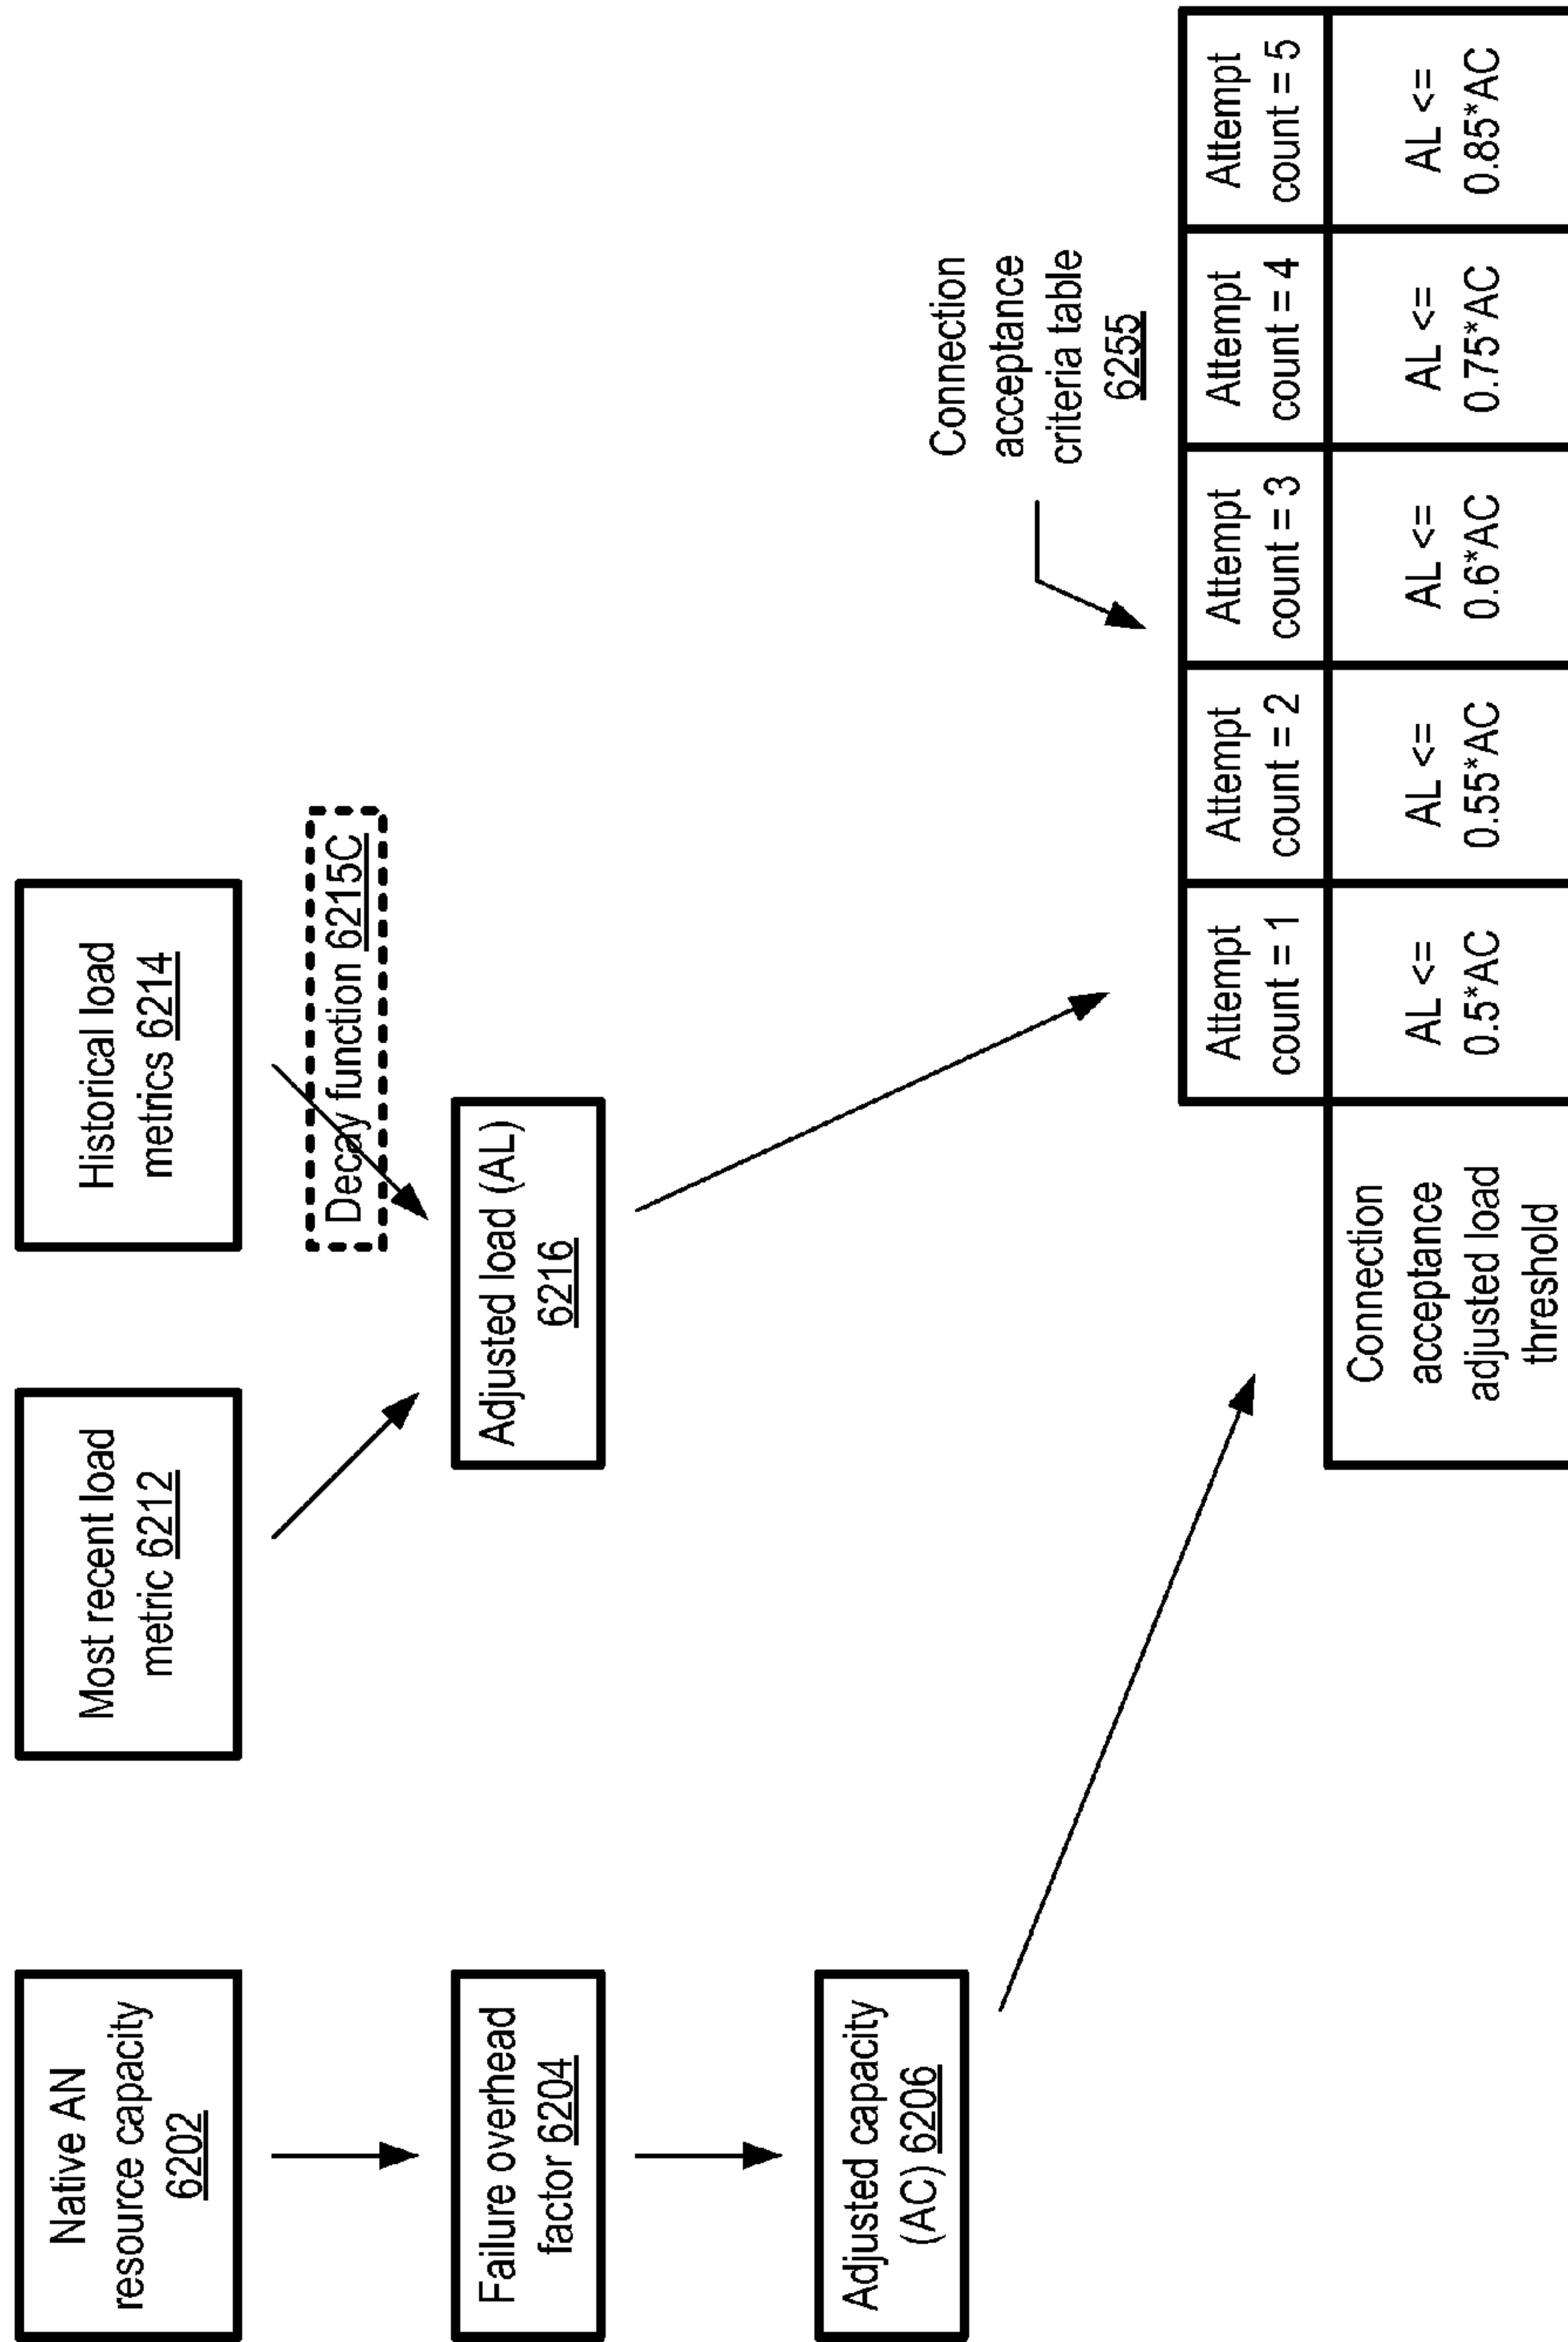 Native AN
resource capacity
6202
Failure overhead
factor 6204
Adjusted capacity
(AC) 6206
Most recent load
metric 6212
Historical load
metrics 6214
Decay function 6215C
Adjusted load (AL)
6216
Connection
acceptance
criteria table
6255
Attempt
count = 1
Attempt
count = 2
Attempt
count = 3
Attempt
count = 4
Attempt
count = 5
Connection
acceptance
adjusted load
threshold
AL <=
0.5*AC
AL <=
0.55*AC
AL <=
0.6*AC
AL <=
0.75*AC
AL <=
0.85*AC